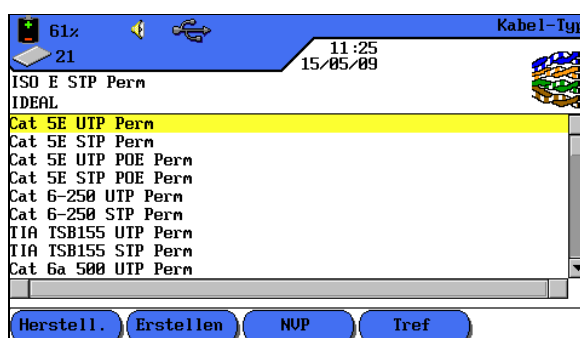 61% Kabel-Typ
21 11:25
15/05/09
ISO E STP Perm
IDEAL
Cat 5E UTP Perm
Cat 5E STP Perm
Cat 5E UTP POE Perm
Cat 5E STP POE Perm
Cat 6-250 UTP Perm
Cat 6-250 STP Perm
TIA TSB155 UTP Perm
TIA TSB155 STP Perm
Cat 6a 500 UTP Perm
Herstell. Erstellen NVP Tref